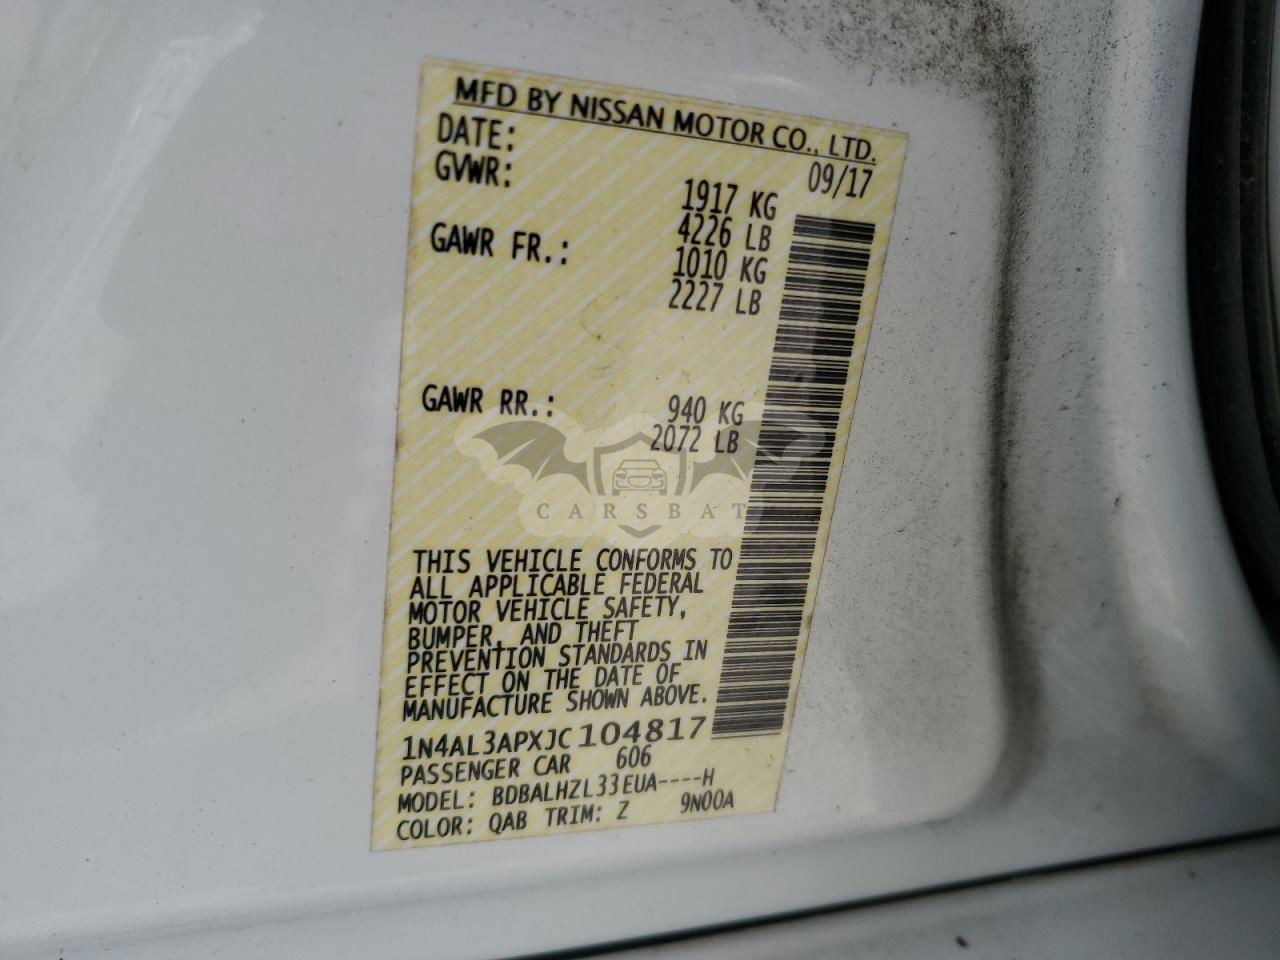 MFD BY NISSAN MOTOR CO., LTD.
DATE: 09/17
GVWR: 1917 KG
4226 LB
GAWR FR.: 1010 KG
2227 LB
GAWR RR.: 940 KG
2072 LB
CARSBAT
THIS VEHICLE CONFORMS TO
ALL APPLICABLE FEDERAL
MOTOR VEHICLE SAFETY,
BUMPER, AND THEFT
PREVENTION STANDARDS IN
EFFECT ON THE DATE OF
MANUFACTURE SHOWN ABOVE.
1N4AL3APXJC104817
PASSENGER CAR 606
MODEL: BDBALHZL33EUA----H
COLOR: QAB TRIM: Z 9N00A